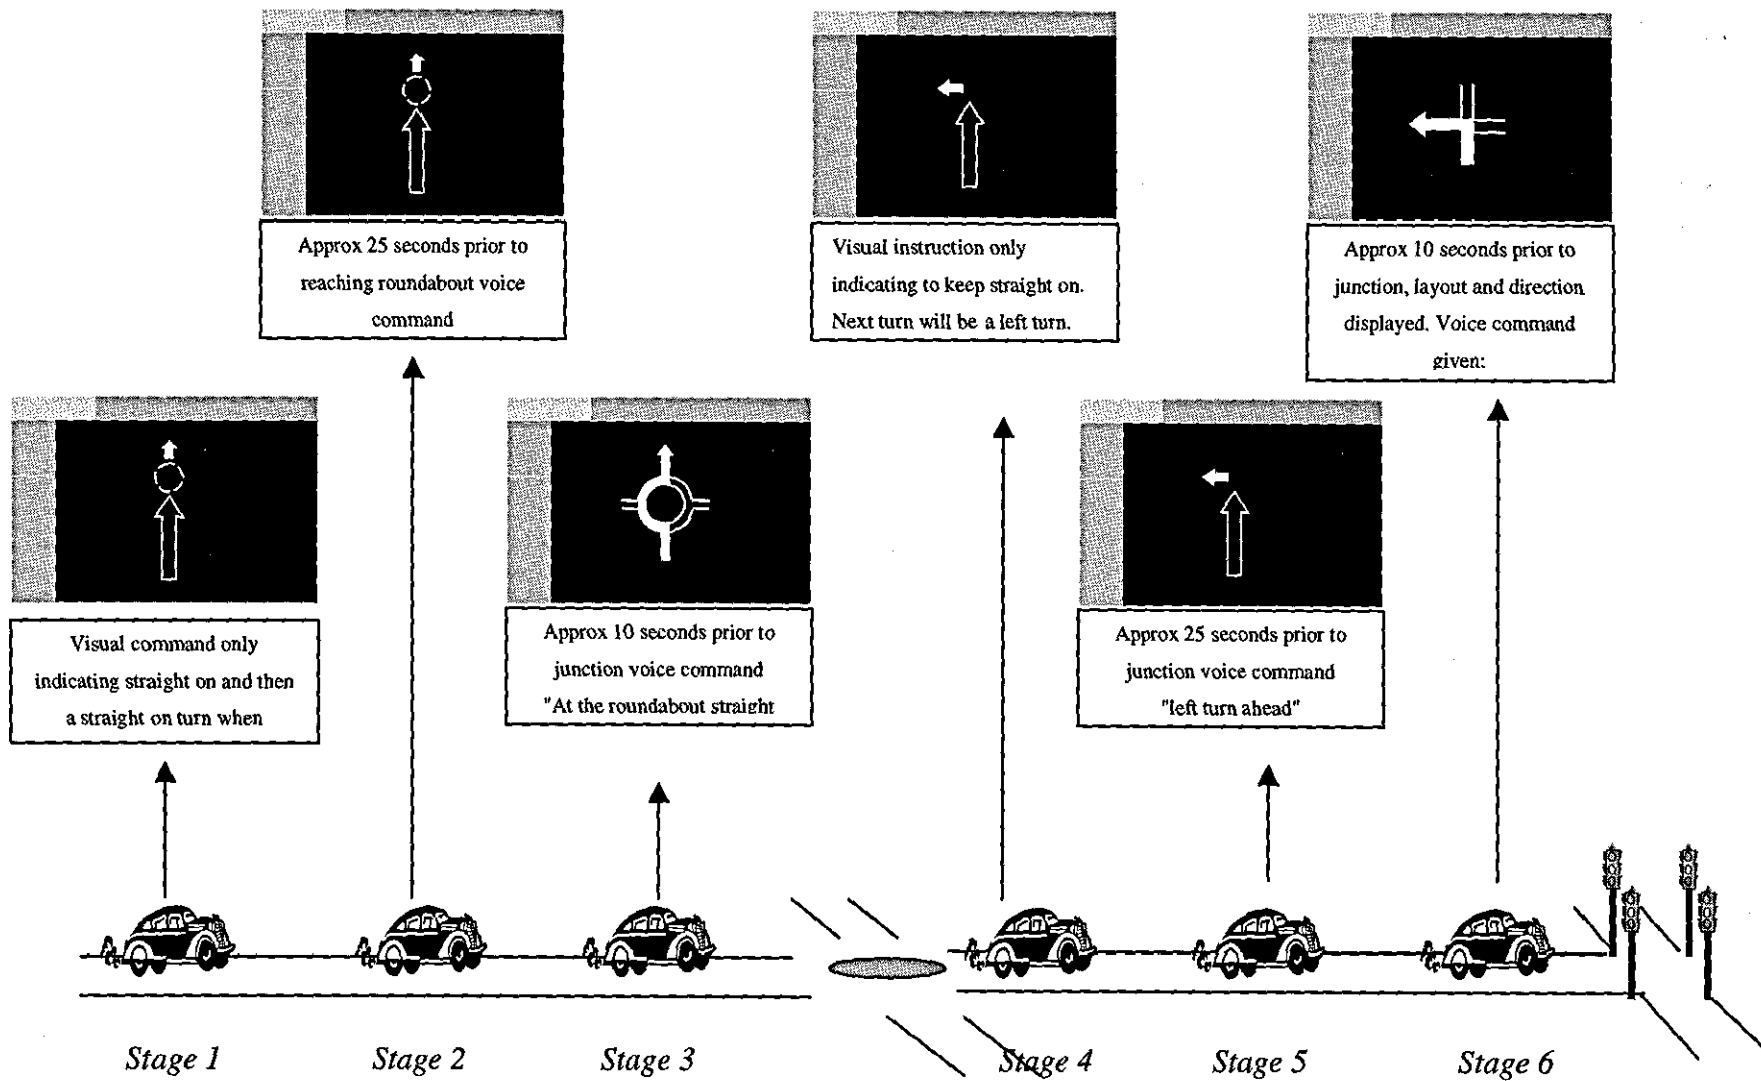 Approx 25 seconds prior to
reaching roundabout voice
command
Visual instruction only
indicating to keep straight on.
Next turn will be a left turn.
Approx 10 seconds prior to
junction, layout and direction
displayed. Voice command
given:
Visual command only
indicating straight on and then
a straight on turn when
Approx 10 seconds prior to
junction voice command
"At the roundabout straight
Approx 25 seconds prior to
junction voice command
"left turn ahead"
Stage 1
Stage 2
Stage 3
Stage 4
Stage 5
Stage 6